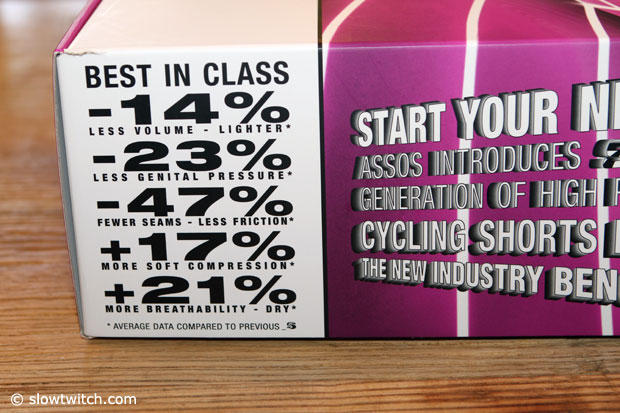 BEST IN CLASS
-14%
LESS VOLUME - LIGHTER*
-23%
LESS GENITAL PRESSURE*
-47%
FEWER SEAMS - LESS FRICTION*
+17%
MORE SOFT COMPRESSION*
+21%
MORE BREATHABILITY - DRY*
* AVERAGE DATA COMPARED TO PREVIOUS _S
START YOUR
ASSOS INTRODUCES
GENERATION OF HIGH
CYCLING SHORTS
THE NEW INDUSTRY BEN
© slowtwitch.com